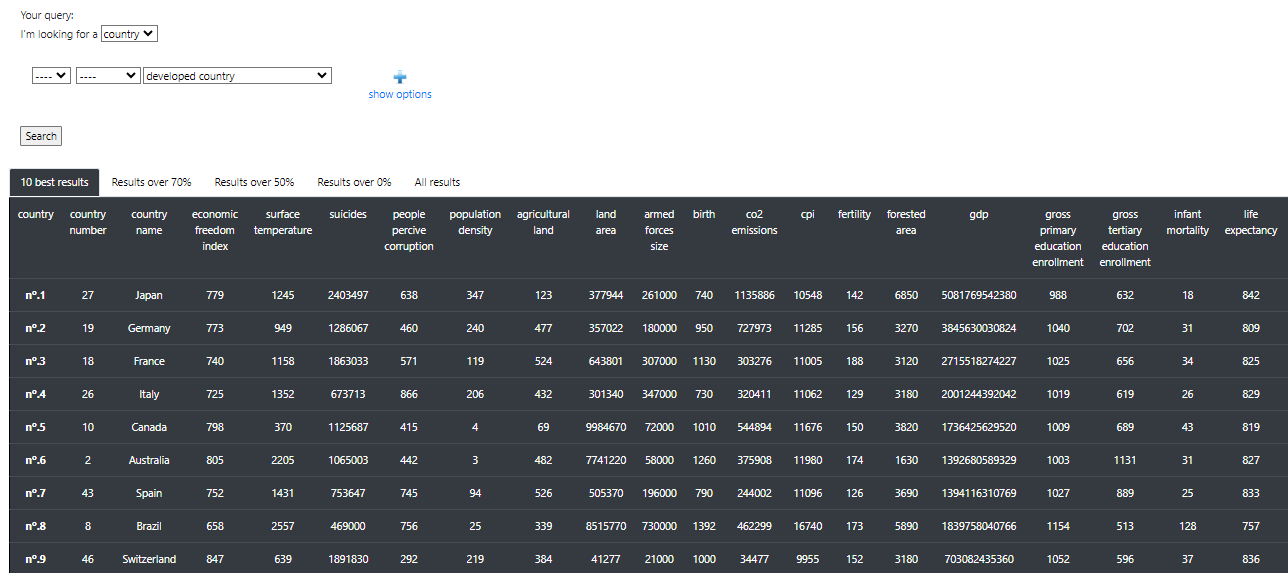 Your query:
I'm looking for a country
---- ---- developed country
show options
Search
10 best results Results over 70% Results over 50% Results over 0% All results
country country number country name economic freedom index surface temperature suicides people percive corruption population density agricultural land land area armed forces size birth co2 emissions cpi fertility forested area gdp gross primary education enrollment gross tertiary education enrollment infant mortality life expectancy
nº.1 27 Japan 779 1245 2403497 638 347 123 377944 261000 740 1135886 10548 142 6850 5081769542380 988 632 18 842
nº.2 19 Germany 773 949 1286067 460 240 477 357022 180000 950 727973 11285 156 3270 3845630030824 1040 702 31 809
nº.3 18 France 740 1158 1863033 571 119 524 643801 307000 1130 303276 11005 188 3120 2715518274227 1025 656 34 825
nº.4 26 Italy 725 1352 673713 866 206 432 301340 347000 730 320411 11062 129 3180 2001244392042 1019 619 26 829
nº.5 10 Canada 798 370 1125687 415 4 69 9984670 72000 1010 544894 11676 150 3820 1736425629520 1009 689 43 819
nº.6 2 Australia 805 2205 1065003 442 3 482 7741220 58000 1260 375908 11980 174 1630 1392680589329 1003 1131 31 827
nº.7 43 Spain 752 1431 753647 745 94 526 505370 196000 790 244002 11096 126 3690 1394116310769 1027 889 25 833
nº.8 8 Brazil 658 2557 469000 756 25 339 8515770 730000 1392 462299 16740 173 5890 1839758040766 1154 513 128 757
nº.9 46 Switzerland 847 639 1891830 292 219 384 41277 21000 1000 34477 9955 152 3180 703082435360 1052 596 37 836